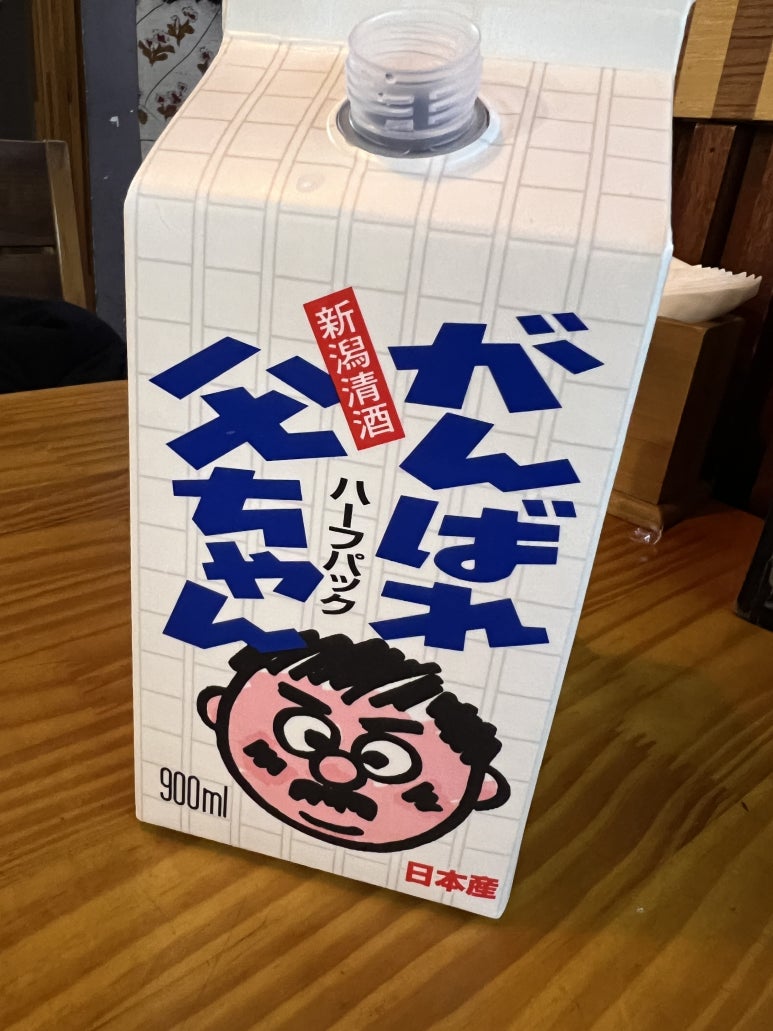 がんばれ
父ちゃん
新潟清酒
ハーフパック
900ml
日本産